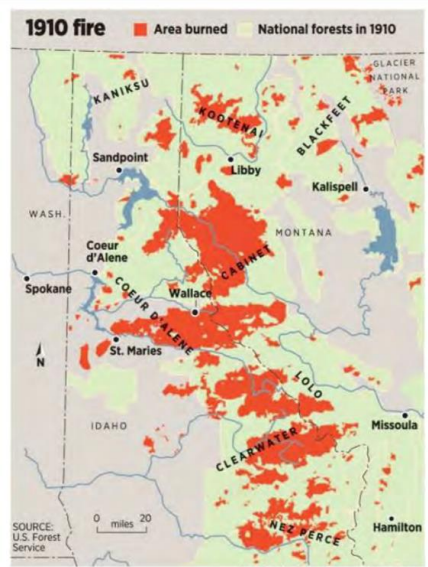 1910 fire
Area burned
National forests in 1910
GLACIER
NATIONAL
PARK
KANIKSU
KOOTENAI
BLACKFEET
Sandpoint
Libby
Kalispell
WASH.
MONTANA
Coeur
d'Alene
CABINET
Spokane
COEUR D'ALENE
Wallace
N
St. Maries
LOLO
IDAHO
Missoula
CLEARWATER
SOURCE:
U.S. Forest
Service
0 miles 20
NEZ PERCE
Hamilton